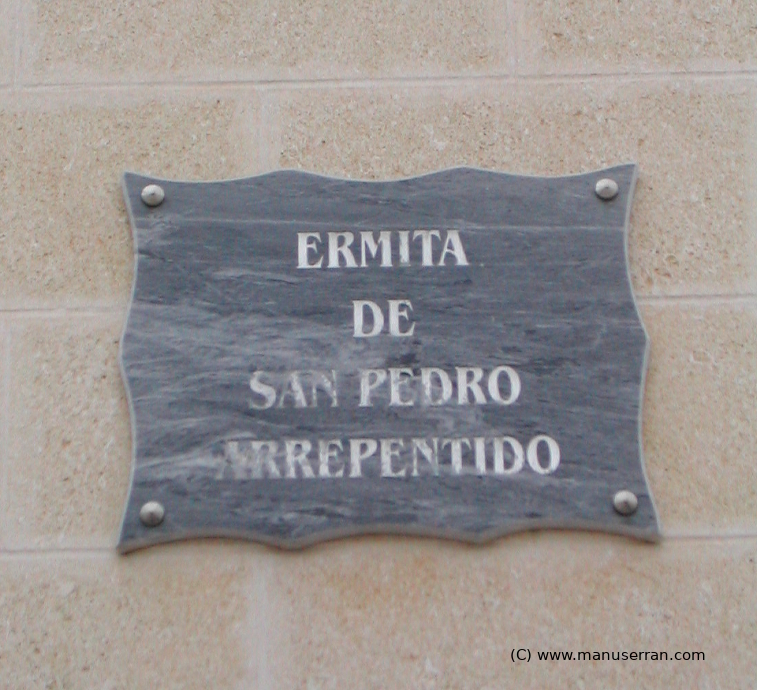 ERMITA
DE
SAN PEDRO
ARREPENTIDO
(C) www.manuserran.com